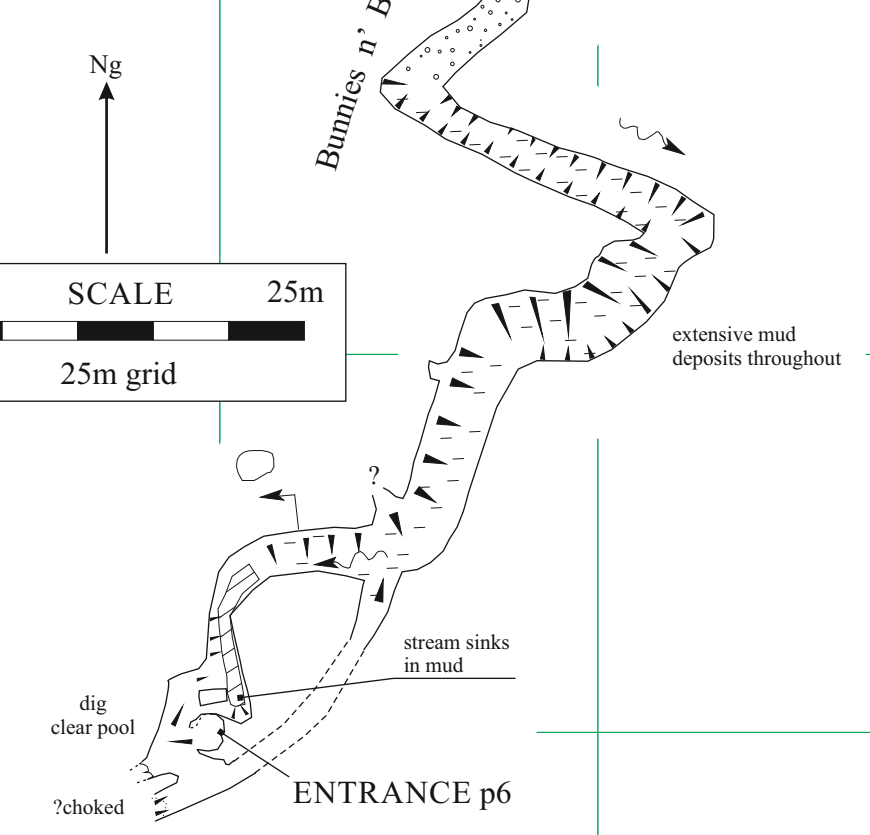 Bunnies n' B
Ng
SCALE 25m
25m grid
extensive mud
deposits throughout
?
stream sinks
in mud
dig
clear pool
ENTRANCE p6
?choked